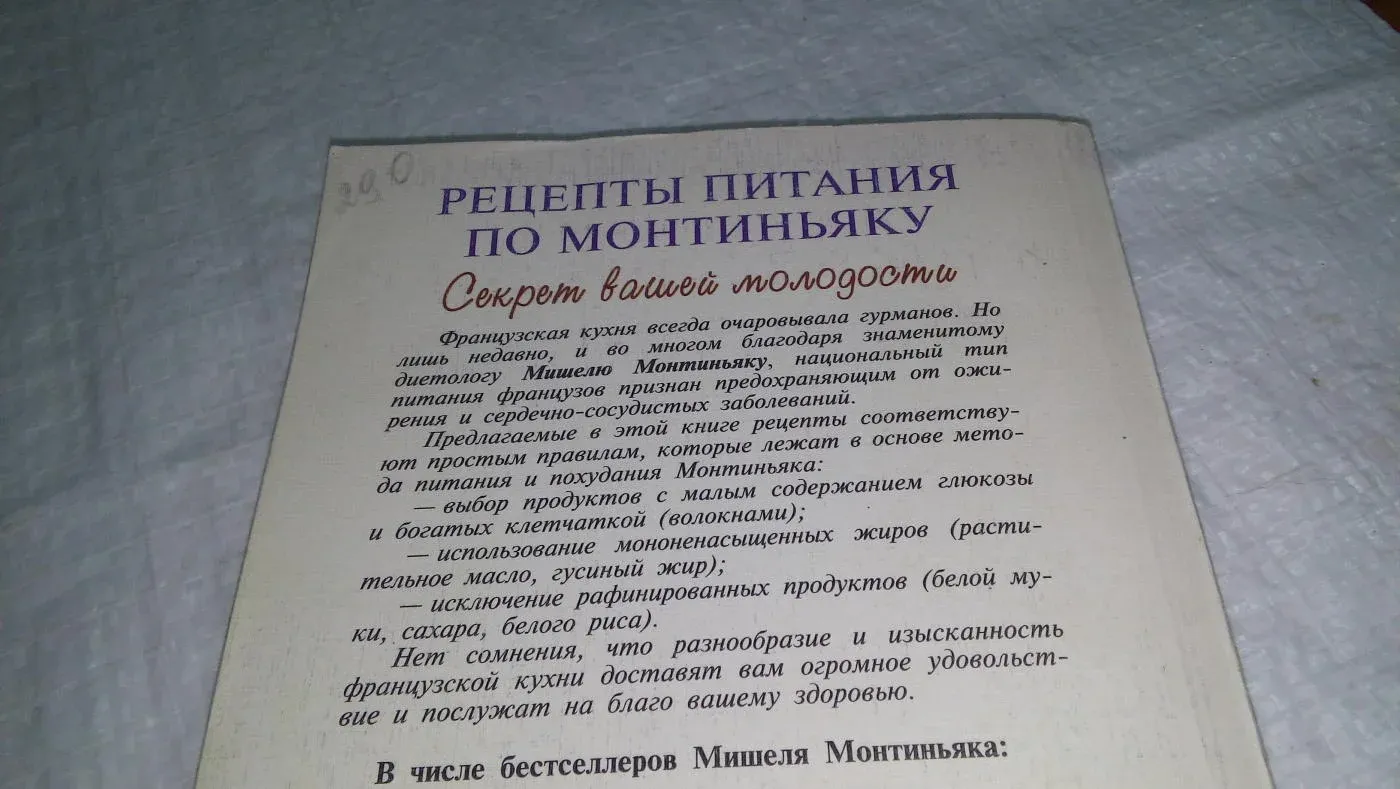 РЕЦЕПТЫ ПИТАНИЯ
ПО МОНТИНЬЯКУ
Секрет вашей молодости
Французская кухня всегда очаровывала гурманов. Но
лишь недавно, и во многом благодаря знаменитому
диетологу Мишелю Монтиньяку, национальный тип
питания французов признан предохраняющим от ожи-
рения и сердечно-сосудистых заболеваний.
Предлагаемые в этой книге рецепты соответству-
ют простым правилам, которые лежат в основе мето-
да питания и похудания Монтиньяка:
— выбор продуктов с малым содержанием глюкозы
и богатых клетчаткой (волокнами);
— использование мононенасыщенных жиров (расти-
тельное масло, гусиный жир);
— исключение рафинированных продуктов (белой му-
ки, сахара, белого риса).
Нет сомнения, что разнообразие и изысканность
французской кухни доставят вам огромное удовольст-
вие и послужат на благо вашему здоровью.
В числе бестселлеров Мишеля Монтиньяка: